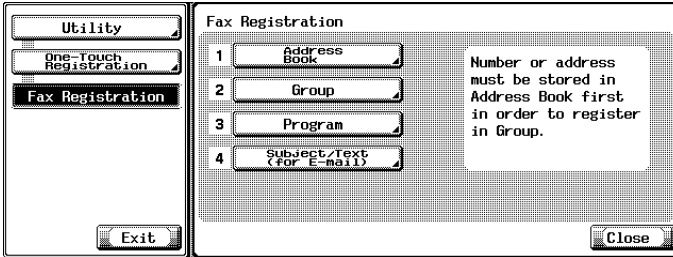 Utility
One-Touch
Registration
Fax Registration
Exit
Fax Registration
1 Address
Book
2 Group
3 Program
4 Subject/Text
(for E-mail)
Number or address
must be stored in
Address Book first
in order to register
in Group.
Close